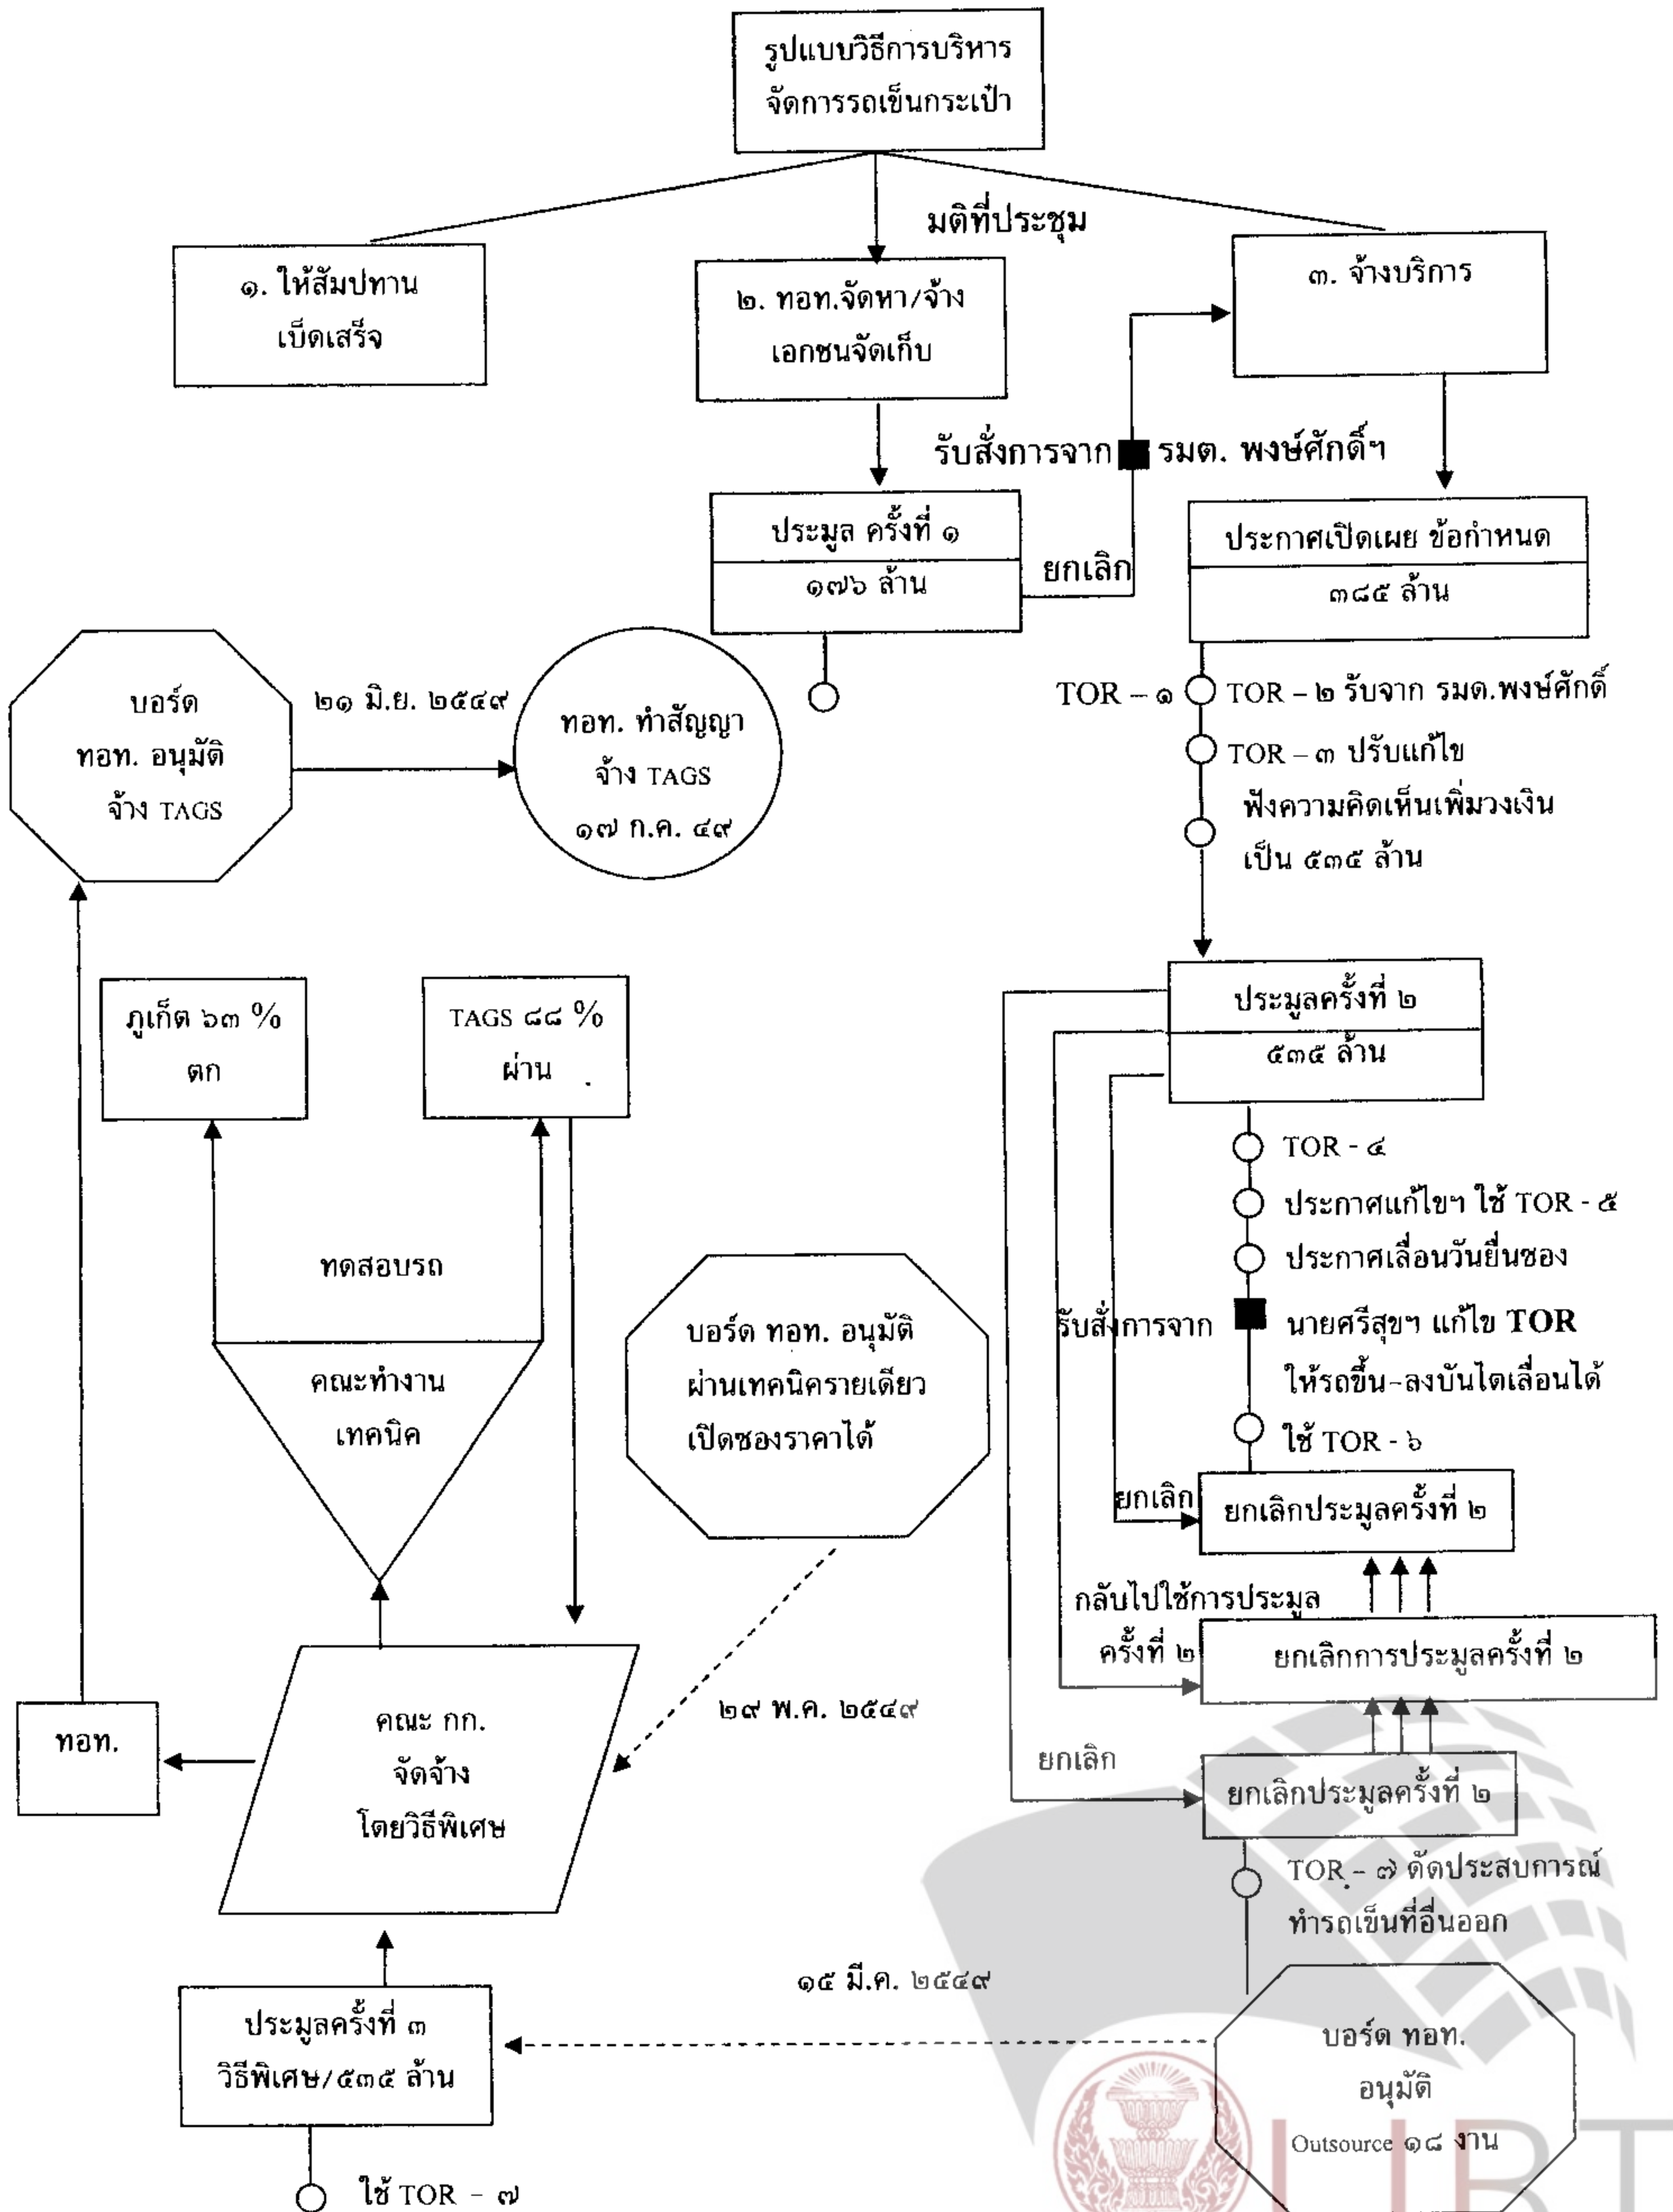 รูปแบบวิธีการบริหาร
จัดการรถเข็นกระเป๋า
มติที่ประชุม
๑. ให้สัมปทาน
เบ็ดเสร็จ
๒. ทอท.จัดหา/จ้าง
เอกชนจัดเก็บ
๓. จ้างบริการ
รับสั่งการจาก รมต. พงษ์ศักดิ์ฯ
ประมูล ครั้งที่ ๑
๑๗๖ ล้าน
ยกเลิก
ประกาศเปิดเผย ข้อกำหนด
๓๘๕ ล้าน
TOR – ๑ TOR – ๒ รับจาก รมต.พงษ์ศักดิ์
TOR – ๓ ปรับแก้ไข
ฟังความคิดเห็นเพิ่มวงเงิน
เป็น ๕๓๕ ล้าน
บอร์ด
ทอท. อนุมัติ
จ้าง TAGS
๒๑ มิ.ย. ๒๕๔๙
ทอท. ทำสัญญา
จ้าง TAGS
๑๗ ก.ค. ๔๙
ภูเก็ต ๖๓ %
ตก
TAGS ๘๘ %
ผ่าน
ประมูลครั้งที่ ๒
๕๓๕ ล้าน
TOR - ๔
ประกาศแก้ไขฯ ใช้ TOR - ๕
ประกาศเลื่อนวันยื่นซอง
รับสั่งการจาก นายศรีสุขฯ แก้ไข TOR
ให้รถขึ้น-ลงบันไดเลื่อนได้
ใช้ TOR - ๖
ทดสอบรถ
คณะทำงาน
เทคนิค
บอร์ด ทอท. อนุมัติ
ผ่านเทคนิครายเดียว
เปิดซองราคาได้
ยกเลิก
ยกเลิกประมูลครั้งที่ ๒
กลับไปใช้การประมูล
ครั้งที่ ๒
ยกเลิกการประมูลครั้งที่ ๒
๒๙ พ.ค. ๒๕๔๙
ทอท.
คณะ กก.
จัดจ้าง
โดยวิธีพิเศษ
ยกเลิก
ยกเลิกประมูลครั้งที่ ๒
TOR - ๗ ตัดประสบการณ์
ทำรถเข็นที่อื่นออก
๑๕ มี.ค. ๒๕๔๙
ประมูลครั้งที่ ๓
วิธีพิเศษ/๕๓๕ ล้าน
บอร์ด ทอท.
อนุมัติ
Outsource ๑๘ งาน
ใช้ TOR – ๗